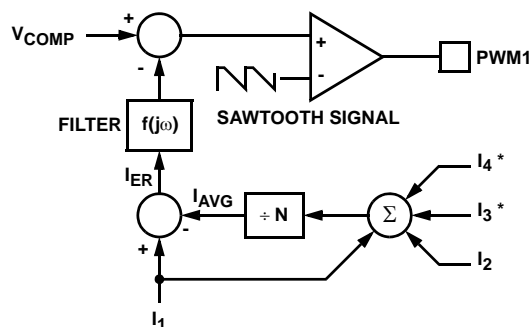 V_COMP
+
-
+
-
PWM1
SAWTOOTH SIGNAL
FILTER
f(jω)
I_ER
I_AVG
÷ N
Σ
I_4 *
I_3 *
I_2
-
+
I_1